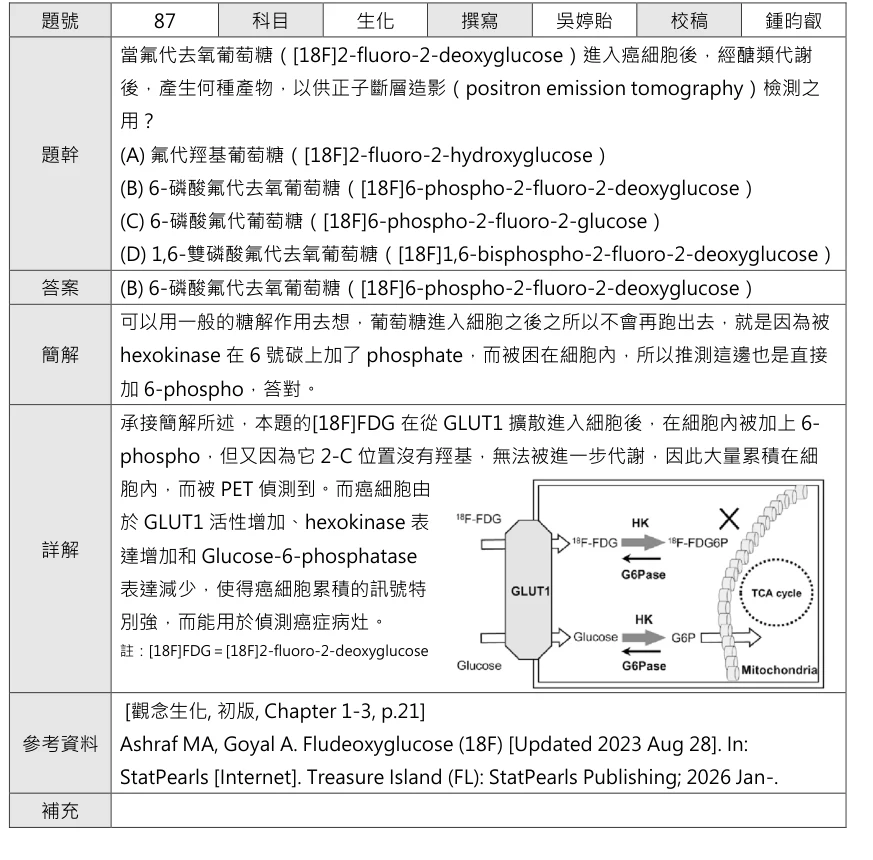 題號 87 科目 生化 撰寫 吳婷貽 校稿 鍾昀叡
題幹
當氟代去氧葡萄糖（[18F]2-fluoro-2-deoxyglucose）進入癌細胞後，經醣類代謝
後，產生何種產物，以供正子斷層造影（positron emission tomography）檢測之
用？
(A) 氟代羥基葡萄糖（[18F]2-fluoro-2-hydroxyglucose）
(B) 6-磷酸氟代去氧葡萄糖（[18F]6-phospho-2-fluoro-2-deoxyglucose）
(C) 6-磷酸氟代葡萄糖（[18F]6-phospho-2-fluoro-2-glucose）
(D) 1,6-雙磷酸氟代去氧葡萄糖（[18F]1,6-bisphospho-2-fluoro-2-deoxyglucose）
答案
(B) 6-磷酸氟代去氧葡萄糖（[18F]6-phospho-2-fluoro-2-deoxyglucose）
簡解
可以用一般的糖解作用去想，葡萄糖進入細胞之後之所以不會再跑出去，就是因為被
hexokinase 在 6 號碳上加了 phosphate，而被困在細胞內，所以推測這邊也是直接
加 6-phospho，答對。
詳解
承接簡解所述，本題的[18F]FDG 在從 GLUT1 擴散進入細胞後，在細胞內被加上 6-
phospho，但又因為它 2-C 位置沒有羥基，無法被進一步代謝，因此大量累積在細
胞內，而被 PET 偵測到。而癌細胞由
於 GLUT1 活性增加、hexokinase 表
達增加和 Glucose-6-phosphatase
表達減少，使得癌細胞累積的訊號特
別強，而能用於偵測癌症病灶。
註：[18F]FDG = [18F]2-fluoro-2-deoxyglucose
¹⁸F-FDG
GLUT1
¹⁸F-FDG
HK
G6Pase
¹⁸F-FDG6P
TCA cycle
Glucose
Glucose
HK
G6Pase
G6P
Mitochondria
參考資料
[觀念生化, 初版, Chapter 1-3, p.21]
Ashraf MA, Goyal A. Fludeoxyglucose (18F) [Updated 2023 Aug 28]. In:
StatPearls [Internet]. Treasure Island (FL): StatPearls Publishing; 2026 Jan-.
補充